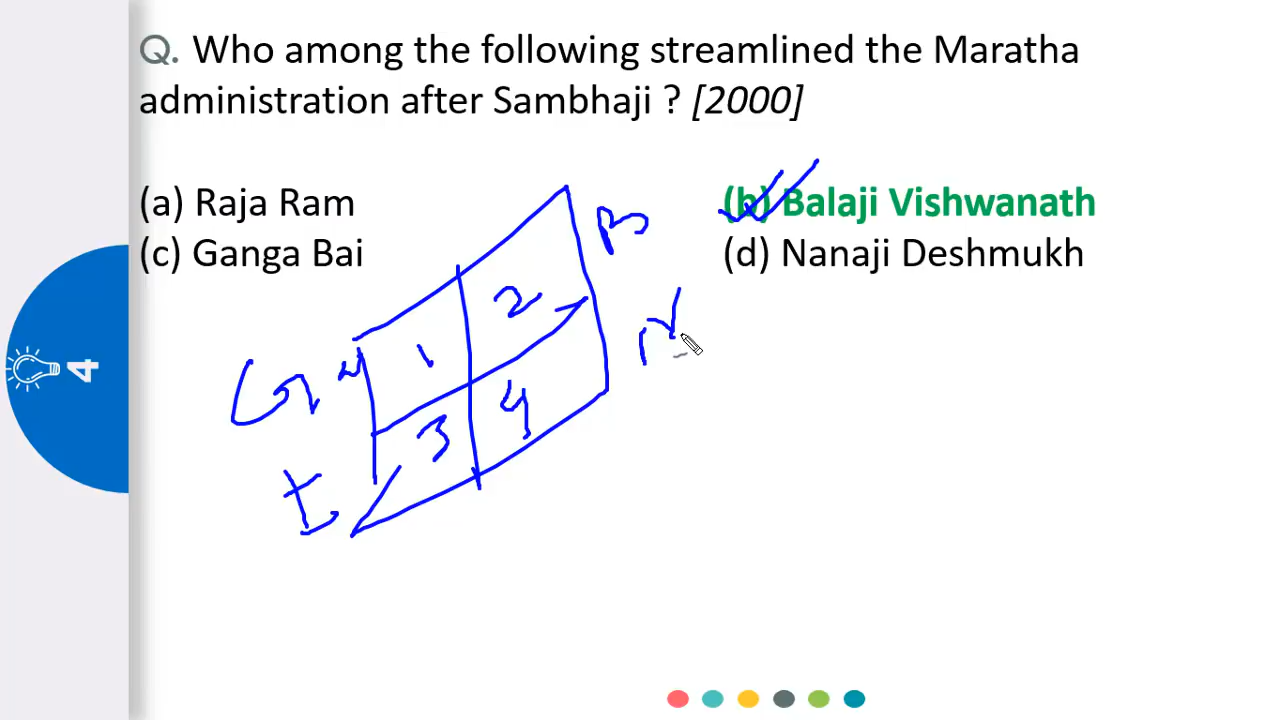 Q. Who among the following streamlined the Maratha
administration after Sambhaji ? [2000]
(a) Raja Ram
(b) Balaji Vishwanath
(c) Ganga Bai
(d) Nanaji Deshmukh
1
2
3
4
4